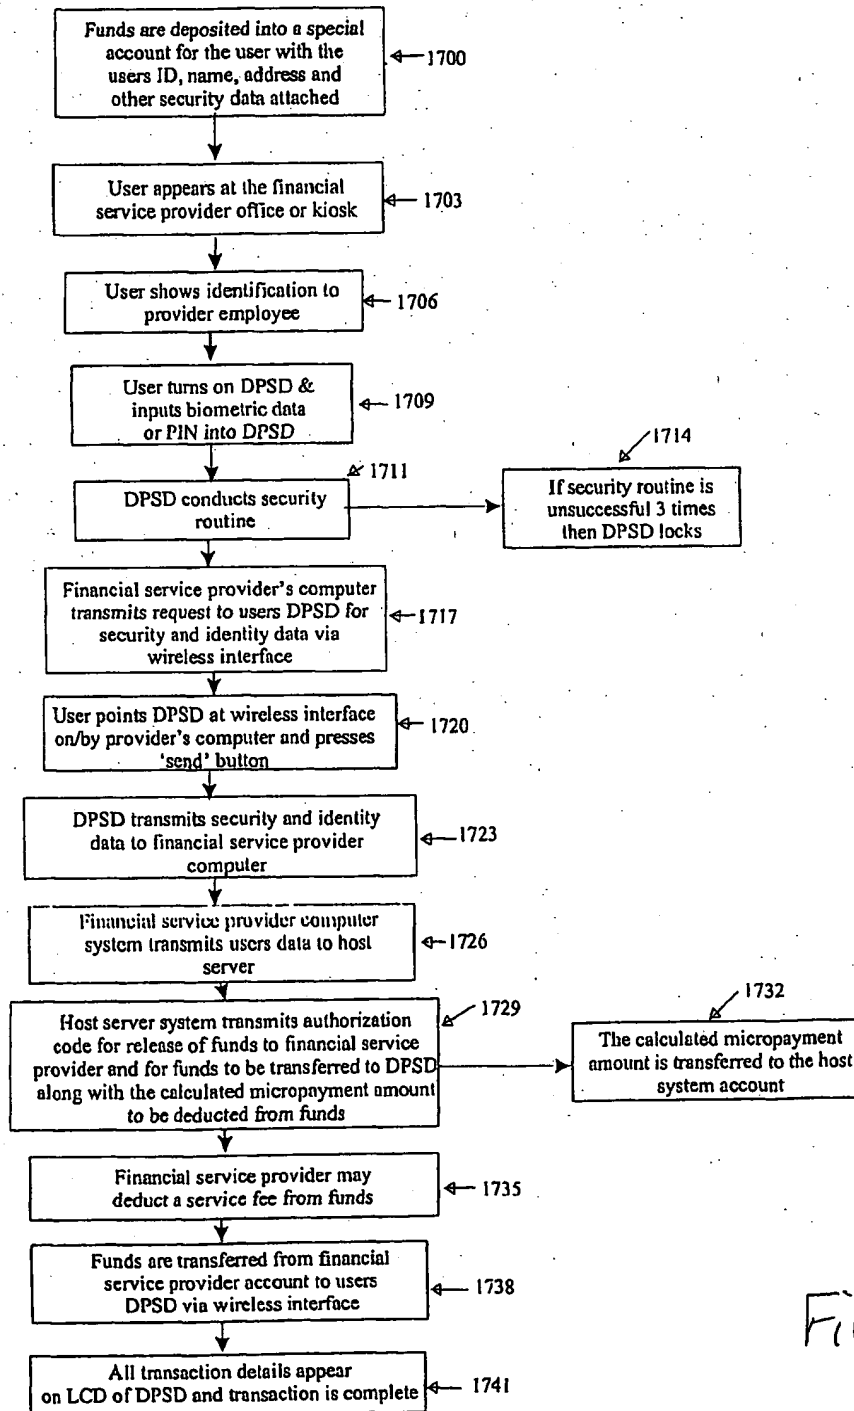 Funds are deposited into a special
account for the user with the
users ID, name, address and
other security data attached
1700
User appears at the financial
service provider office or kiosk
1703
User shows identification to
provider employee
1706
User turns on DPSD &
inputs biometric data
or PIN into DPSD
1709
1711
DPSD conducts security
routine
1714
If security routine is
unsuccessful 3 times
then DPSD locks
Financial service provider's computer
transmits request to users DPSD for
security and identity data via
wireless interface
1717
User points DPSD at wireless interface
on/by provider's computer and presses
'send' button
1720
DPSD transmits security and identity
data to financial service provider
computer
1723
Financial service provider computer
system transmits users data to host
server
1726
Host server system transmits authorization
code for release of funds to financial service
provider and for funds to be transferred to DPSD
along with the calculated micropayment amount
to be deducted from funds
1729
1732
The calculated micropayment
amount is transferred to the host
system account
Financial service provider may
deduct a service fee from funds
1735
Funds are transferred from financial
service provider account to users
DPSD via wireless interface
1738
All transaction details appear
on LCD of DPSD and transaction is complete
1741